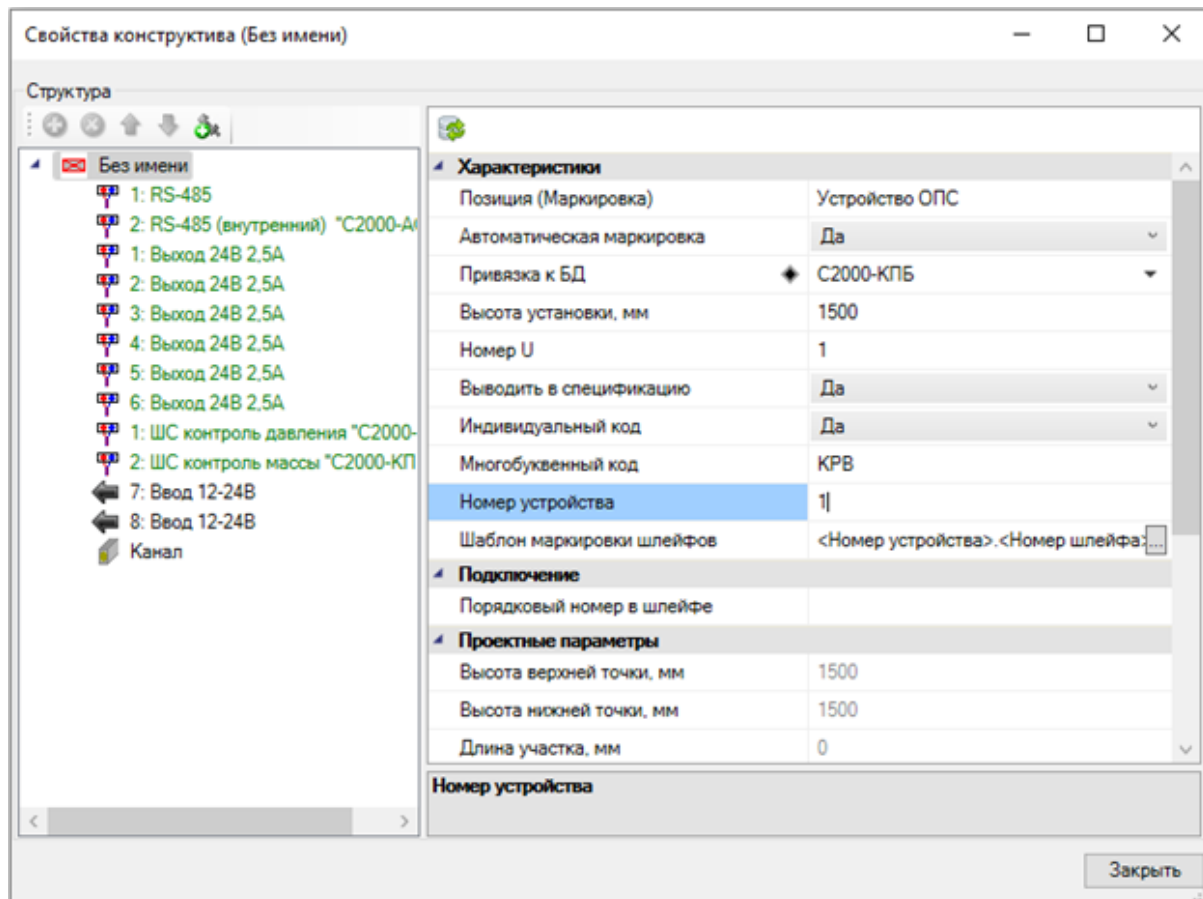 Свойства конструктива (Без имени)
Структура
Без имени
1: RS-485
2: RS-485 (внутренний) "С2000-А
1: Выход 24В 2,5А
2: Выход 24В 2,5А
3: Выход 24В 2,5А
4: Выход 24В 2,5А
5: Выход 24В 2,5А
6: Выход 24В 2,5А
1: ШС контроль давления "С2000-
2: ШС контроль массы "С2000-КП
7: Ввод 12-24В
8: Ввод 12-24В
Канал
Характеристики
Позиция (Маркировка) Устройство ОПС
Автоматическая маркировка Да
Привязка к БД С2000-КПБ
Высота установки, мм 1500
Номер U 1
Выводить в спецификацию Да
Индивидуальный код Да
Многобуквенный код КРВ
Номер устройства 1
Шаблон маркировки шлейфов <Номер устройства>.<Номер шлейфа> ...
Подключение
Порядковый номер в шлейфе
Проектные параметры
Высота верхней точки, мм 1500
Высота нижней точки, мм 1500
Длина участка, мм 0
Номер устройства
Закрыть